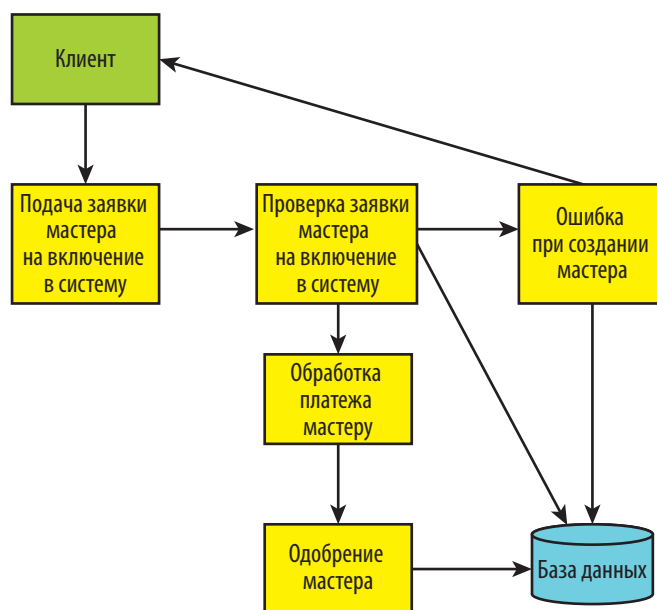 Клиент
Подача заявки
мастера
на включение
в систему
Проверка заявки
мастера
на включение
в систему
Ошибка
при создании
мастера
Обработка
платежа
мастеру
Одобрение
мастера
База данных